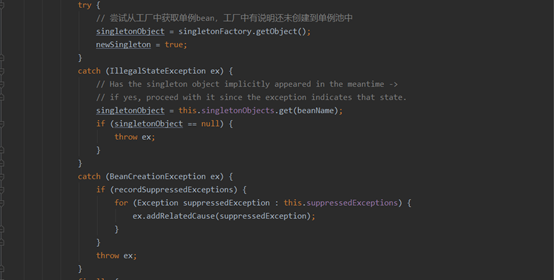 try {
// 尝试从工厂中获取单例bean，工厂中有说明还未创建到单例池中
singletonObject = singletonFactory.getObject();
newSingleton = true;
}
catch (IllegalStateException ex) {
// Has the singleton object implicitly appeared in the meantime ->
// if yes, proceed with it since the exception indicates that state.
singletonObject = this.singletonObjects.get(beanName);
if (singletonObject == null) {
throw ex;
}
}
catch (BeanCreationException ex) {
if (recordSuppressedExceptions) {
for (Exception suppressedException : this.suppressedExceptions) {
ex.addRelatedCause(suppressedException);
}
}
throw ex;
}